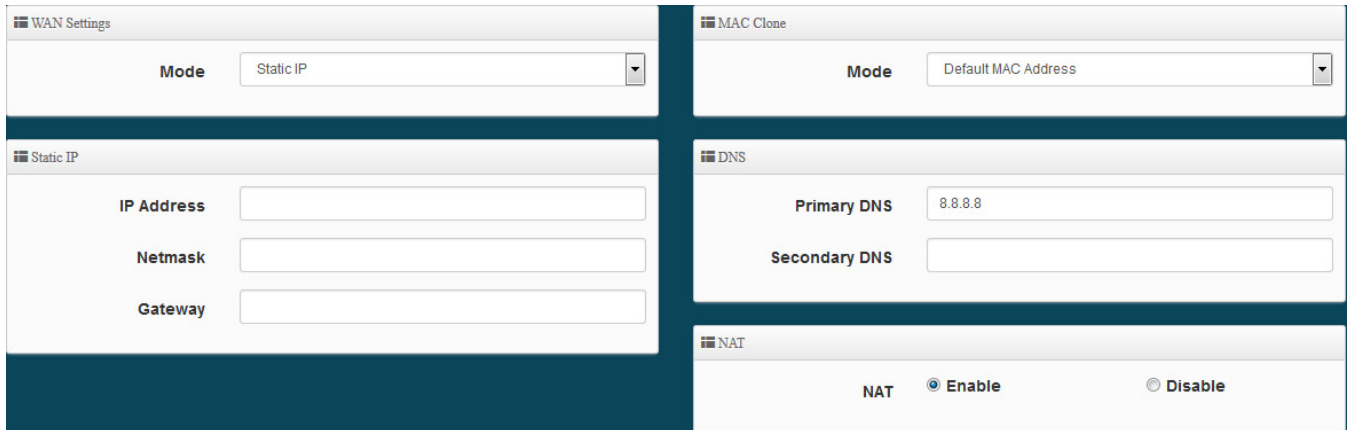 WAN Settings
Mode
Static IP
Static IP
IP Address
Netmask
Gateway
MAC Clone
Mode
Default MAC Address
DNS
Primary DNS
8.8.8.8
Secondary DNS
NAT
NAT
Enable
Disable